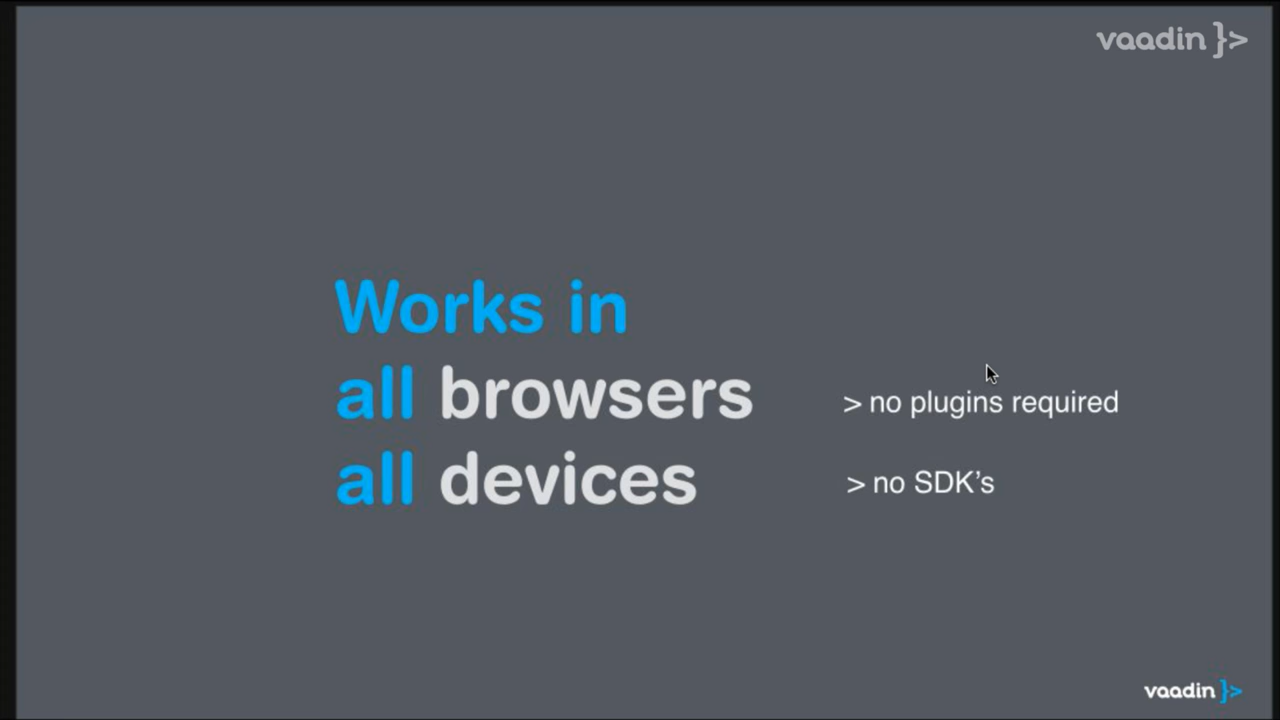 vaadin }>
Works in
all browsers
> no plugins required
all devices
> no SDK’s
vaadin }>